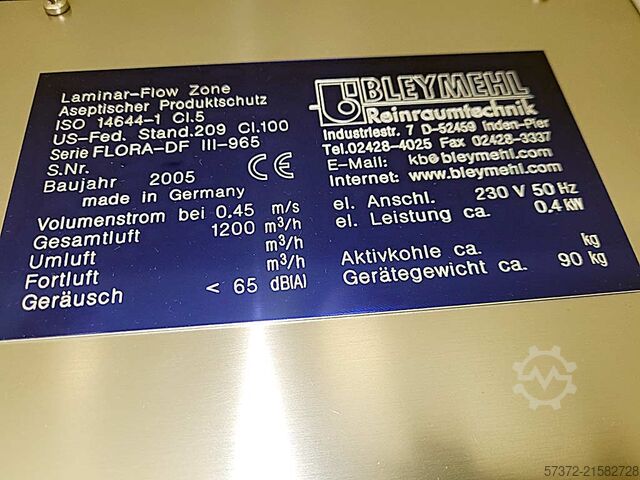 Laminar-Flow Zone
Aseptischer Produktschutz
ISO 14644-1 Cl.5
US-Fed. Stand.209 Cl.100
Serie FLORA-DF III-965
S.Nr.
Baujahr 2005
made in Germany
CE
Volumenstrom bei 0.45 m/s
Gesamtluft 1200 m³/h
Umluft m³/h
Fortluft m³/h
Geräusch < 65 dB(A)
BLEYMEHL
Reinraumtechnik
Industriestr. 7 D-52459 Inden-Pier
Tel.02428-4025 Fax 02428-3337
E-Mail: kb@bleymehl.com
Internet: www.bleymehl.com
el. Anschl. 230 V 50 Hz
el. Leistung ca. 0.4 kW
Aktivkohle ca. kg
Gerätegewicht ca. 90 kg
57372-21582728